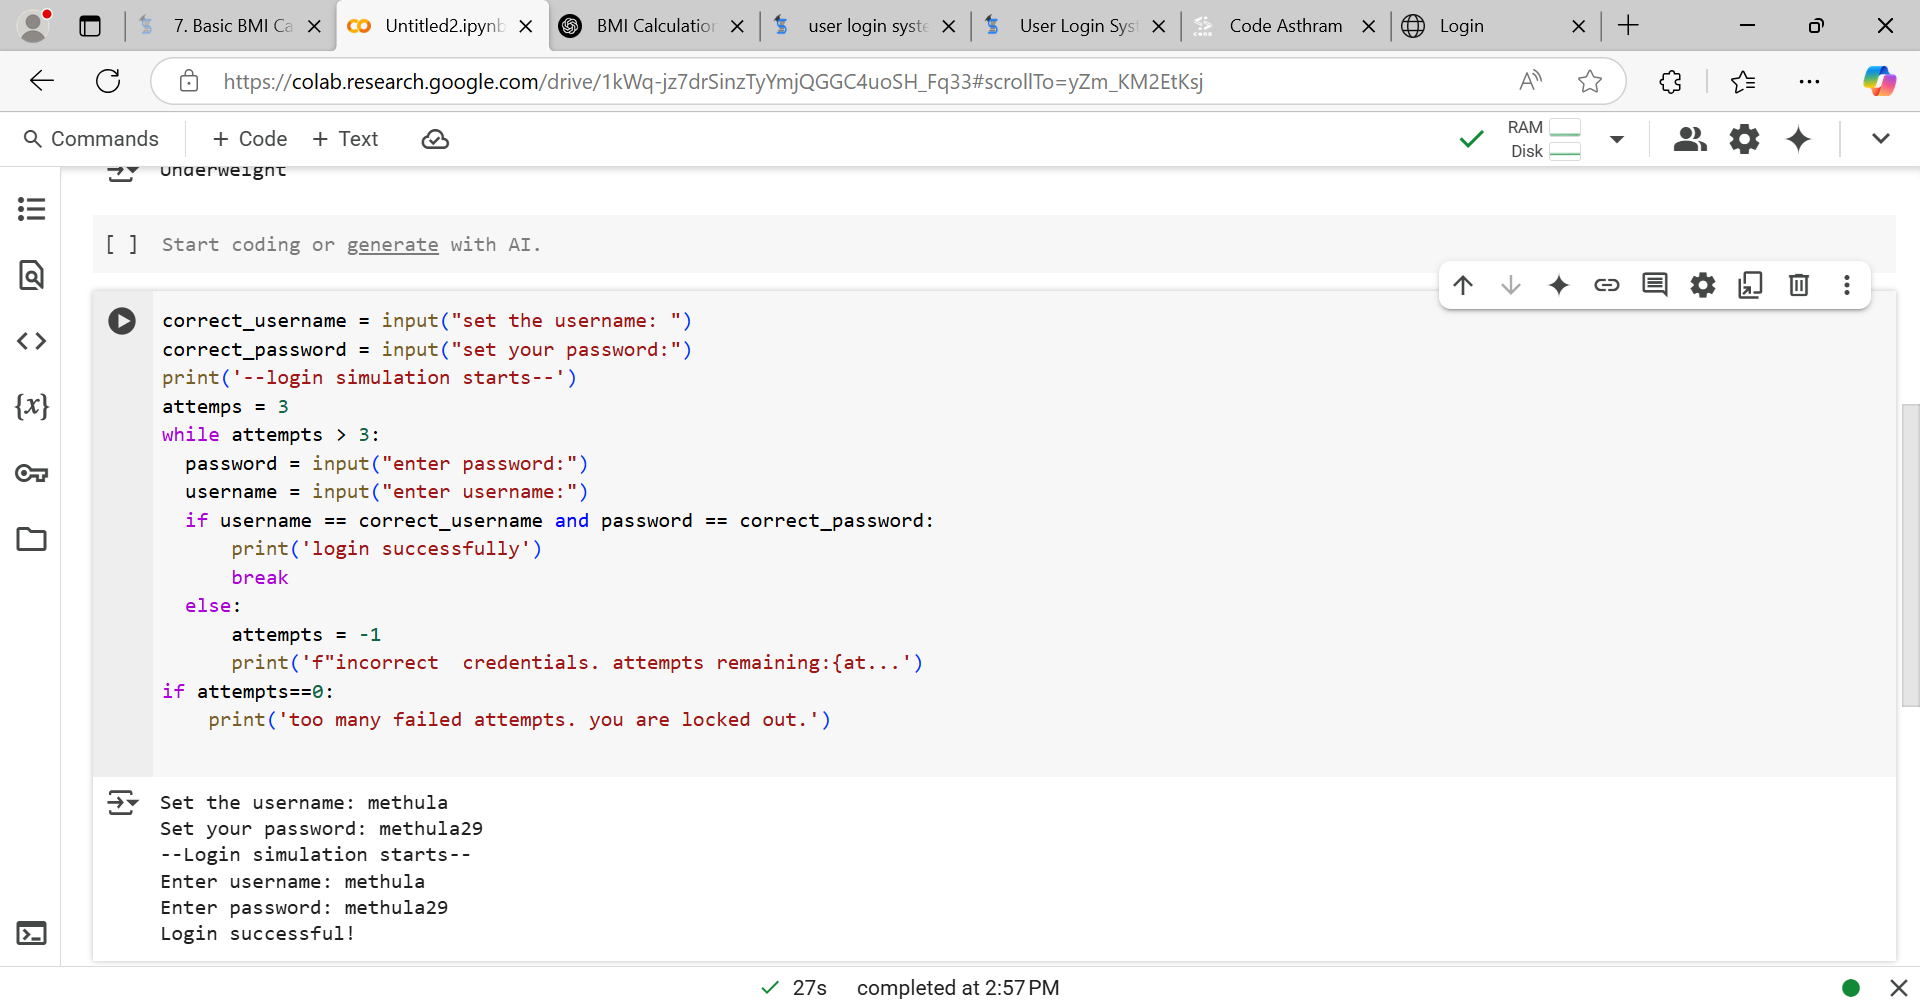 7. Basic BMI Ca
Untitled2.ipynb
BMI Calculation
user login syste
User Login Syst
Code Asthram
Login
https://colab.research.google.com/drive/1kWq-jz7drSinzTyYmjQGGC4uoSH_Fq33#scrollTo=yZm_KM2EtKsj
Commands
+ Code
+ Text
RAM
Disk
Underweight
[ ] Start coding or generate with AI.
correct_username = input("set the username: ")
correct_password = input("set your password:")
print('--login simulation starts--')
attemps = 3
while attempts > 3:
  password = input("enter password:")
  username = input("enter username:")
  if username == correct_username and password == correct_password:
      print('login successfully')
      break
  else:
      attempts = -1
      print('f"incorrect  credentials. attempts remaining:{at...')
if attempts==0:
    print('too many failed attempts. you are locked out.')
Set the username: methula
Set your password: methula29
--Login simulation starts--
Enter username: methula
Enter password: methula29
Login successful!
27s completed at 2:57 PM